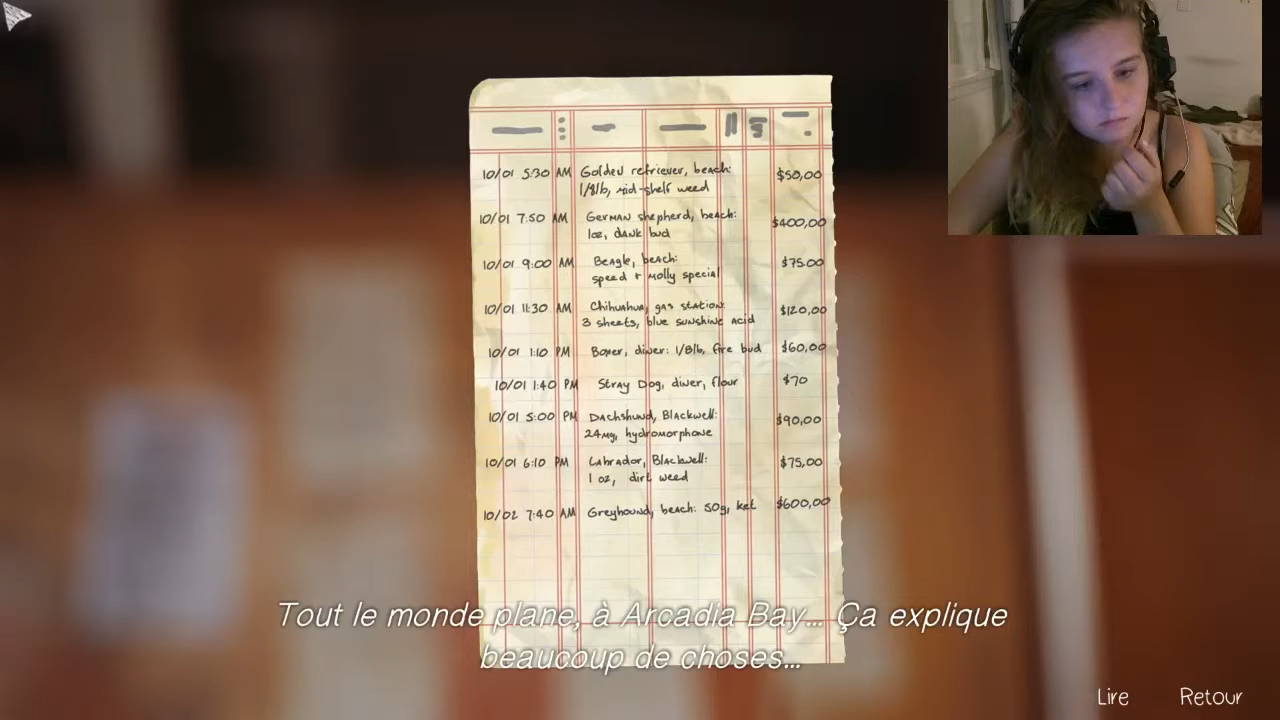 10/01 5:30 AM Golden retriever, beach: $50,00
1/8lb, mid-shelf weed
10/01 7:50 AM German shepherd, beach: $400,00
1oz, dank bud
10/01 9:00 AM Beagle, beach: $75.00
speed + Molly special
10/01 11:30 AM Chihuahua, gas station: $120,00
3 sheets, blue sunshine acid
10/01 1:10 PM Boxer, diner: 1/8lb, fire bud $60,00
10/01 1:40 PM Stray Dog, diner, flour $70
10/01 5:00 PM Dachshund, Blackwell: $90,00
24mg, hydromorphone
10/01 6:10 PM Labrador, Blackwell: $75,00
1 oz, dirt weed
10/02 7:40 AM Greyhound, beach: 50g, ket $600,00
Tout le monde plane, à Arcadia Bay... Ça explique
beaucoup de choses...
Lire Retour